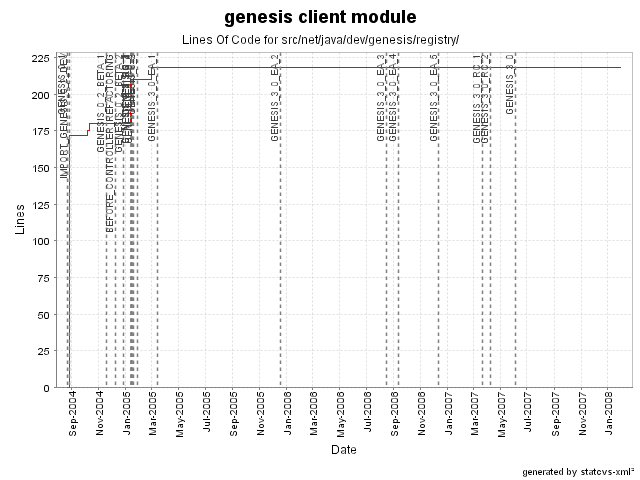 genesis client module
Lines Of Code for src/net/java/dev/genesis/registry/
Lines
225
200
175
150
125
100
75
50
25
0
GENESIS_3_0_EA_1
GENESIS_3_0_EA_2
GENESIS_3_0_EA_3
GENESIS_3_0_EA_4
GENESIS_3_0_EA_5
GENESIS_3_0_RC_1
GENESIS_3_0_RC_2
GENESIS_3_0
BEFORE_CONTROLLER_REFACTORING
GENESIS_0_2_BETA_1
Sep-2004
Nov-2004
Jan-2005
Mar-2005
May-2005
Jul-2005
Sep-2005
Nov-2005
Jan-2006
Mar-2006
May-2006
Jul-2006
Sep-2006
Nov-2006
Jan-2007
Mar-2007
May-2007
Jul-2007
Sep-2007
Nov-2007
Jan-2008
Date
generated by statcvs-xml²